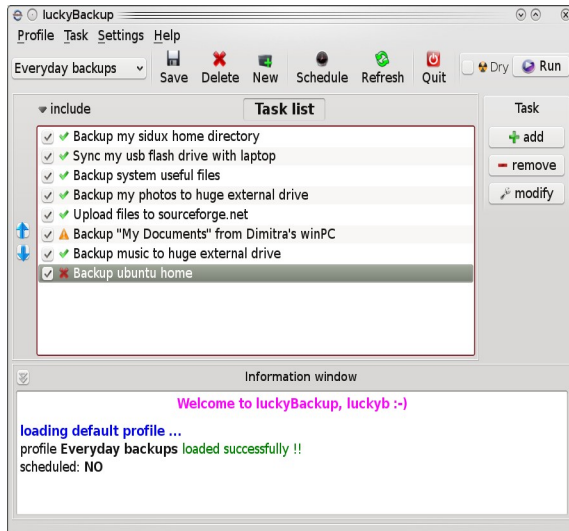 luckyBackup
Profile Task Settings Help
Everyday backups Save Delete New Schedule Refresh Quit Dry Run
include Task list Task
Backup my sidux home directory
Sync my usb flash drive with laptop
Backup system useful files
Backup my photos to huge external drive
Upload files to sourceforge.net
Backup "My Documents" from Dimitra's winPC
Backup music to huge external drive
Backup ubuntu home
add
remove
modify
Information window
Welcome to luckyBackup, luckyb :-)
loading default profile ...
profile Everyday backups loaded successfully !!
scheduled: NO